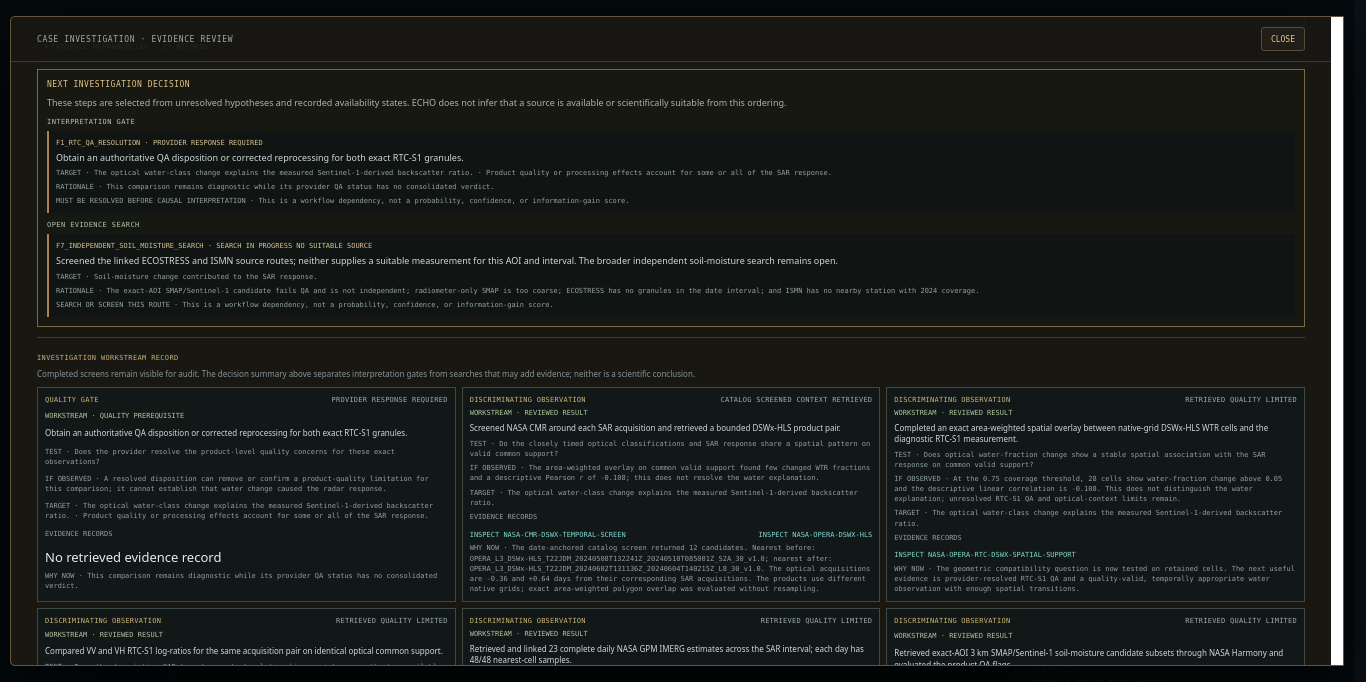 CASE INVESTIGATION · EVIDENCE REVIEW
CLOSE
NEXT INVESTIGATION DECISION
These steps are selected from unresolved hypotheses and recorded availability states. ECHO does not infer that a source is available or scientifically suitable from this ordering.
INTERPRETATION GATE
F1_RTC_QA_RESOLUTION · PROVIDER RESPONSE REQUIRED
Obtain an authoritative QA disposition or corrected reprocessing for both exact RTC-S1 granules.
TARGET · The optical water-class change explains the measured Sentinel-1-derived backscatter ratio. · Product quality or processing effects account for some or all of the SAR response.
RATIONALE · This comparison remains diagnostic while its provider QA status has no consolidated verdict.
MUST BE RESOLVED BEFORE CAUSAL INTERPRETATION · This is a workflow dependency, not a probability, confidence, or information-gain score.
OPEN EVIDENCE SEARCH
F7_INDEPENDENT_SOIL_MOISTURE_SEARCH · SEARCH IN PROGRESS NO SUITABLE SOURCE
Screened the linked ECOSTRESS and ISMN source routes; neither supplies a suitable measurement for this AOI and interval. The broader independent soil-moisture search remains open.
TARGET · Soil-moisture change contributed to the SAR response.
RATIONALE · The exact-AOI SMAP/Sentinel-1 candidate fails QA and is not independent; radiometer-only SMAP is too coarse; ECOSTRESS has no granules in the date interval; and ISMN has no nearby station with 2024 coverage.
SEARCH OR SCREEN THIS ROUTE · This is a workflow dependency, not a probability, confidence, or information-gain score.
INVESTIGATION WORKSTREAM RECORD
Completed screens remain visible for audit. The decision summary above separates interpretation gates from searches that may add evidence; neither is a scientific conclusion.
QUALITY GATE
PROVIDER RESPONSE REQUIRED
WORKSTREAM · QUALITY PREREQUISITE
Obtain an authoritative QA disposition or corrected reprocessing for both exact RTC-S1 granules.
TEST · Does the provider resolve the product-level quality concerns for these exact
observations?
IF OBSERVED · A resolved disposition can remove or confirm a product-quality limitation for
this comparison; it cannot establish that water change caused the radar response.
TARGET · The optical water-class change explains the measured Sentinel-1-derived backscatter
ratio. · Product quality or processing effects account for some or all of the SAR response.
EVIDENCE RECORDS
No retrieved evidence record
WHY NOW · This comparison remains diagnostic while its provider QA status has no consolidated
verdict.
DISCRIMINATING OBSERVATION
CATALOG SCREENED CONTEXT RETRIEVED
WORKSTREAM · REVIEWED RESULT
Screened NASA CMR around each SAR acquisition and retrieved a bounded DSWx-HLS product pair.
TEST · Do the closely timed optical classifications and SAR response share a spatial pattern on
valid common support?
IF OBSERVED · The area-weighted overlay on common valid support found few changed WTR fractions
and a descriptive Pearson r of -0.108; this does not resolve the water explanation.
TARGET · The optical water-class change explains the measured Sentinel-1-derived backscatter
ratio.
EVIDENCE RECORDS
INSPECT NASA-CMR-DSWX-TEMPORAL-SCREEN
INSPECT NASA-OPERA-DSWX-HLS
WHY NOW · The date-anchored catalog screen returned 12 candidates. Nearest before:
OPERA_L3_DSWx-HLS_T22JDM_20240508T132241Z_20240510T085001Z_S2A_30_v1.0; nearest after:
OPERA_L3_DSWx-HLS_T22JDM_20240602T131136Z_20240604T140215Z_L8_30_v1.0. The optical acquisitions
are -0.36 and +0.64 days from their corresponding SAR acquisitions. The products use different
native grids; exact area-weighted polygon overlap was evaluated without resampling.
DISCRIMINATING OBSERVATION
RETRIEVED QUALITY LIMITED
WORKSTREAM · REVIEWED RESULT
Completed an exact area-weighted spatial overlay between native-grid DSWx-HLS WTR cells and the
diagnostic RTC-S1 measurement.
TEST · Does optical water-fraction change show a stable spatial association with the SAR
response on common valid support?
IF OBSERVED · At the 0.75 coverage threshold, 28 cells show water-fraction change above 0.05
and the descriptive linear correlation is -0.108. This does not distinguish the water
explanation; unresolved RTC-S1 QA and optical-context limits remain.
TARGET · The optical water-class change explains the measured Sentinel-1-derived backscatter
ratio.
EVIDENCE RECORDS
INSPECT NASA-OPERA-RTC-DSWX-SPATIAL-SUPPORT
WHY NOW · The geometric compatibility question is now tested on retained cells. The next useful
evidence is provider-resolved RTC-S1 QA and a quality-valid, temporally appropriate water
observation with enough spatial transitions.
DISCRIMINATING OBSERVATION
RETRIEVED QUALITY LIMITED
WORKSTREAM · REVIEWED RESULT
Compared VV and VH RTC-S1 log-ratios for the same acquisition pair on identical optical common support.
DISCRIMINATING OBSERVATION
RETRIEVED QUALITY LIMITED
WORKSTREAM · REVIEWED RESULT
Retrieved and linked 23 complete daily NASA GPM IMERG estimates across the SAR interval; each day has
48/48 nearest-cell samples.
DISCRIMINATING OBSERVATION
RETRIEVED QUALITY LIMITED
WORKSTREAM · REVIEWED RESULT
Retrieved exact-AOI 3 km SMAP/Sentinel-1 soil-moisture candidate subsets through NASA Harmony and
evaluated the product QA flags.